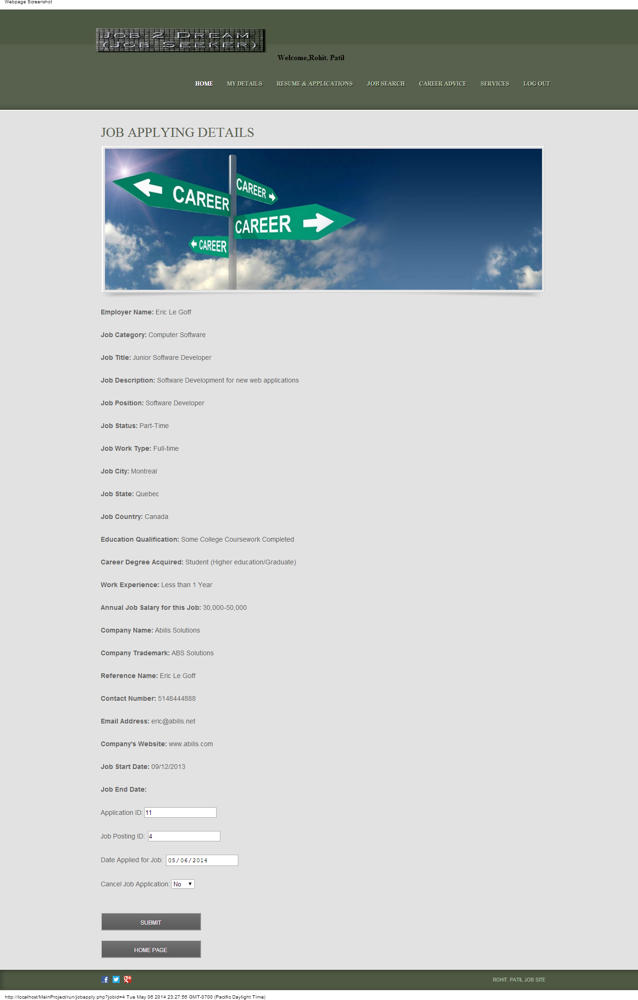 Webpage Screenshot
Job 2 Dream
(Job Seeker)
Welcome,Rohit. Patil
HOME MY DETAILS RESUME & APPLICATIONS JOB SEARCH CAREER ADVICE SERVICES LOG OUT
JOB APPLYING DETAILS
CAREER
CAREER
CAREER
CAREER
Employer Name: Eric Le Goff
Job Category: Computer Software
Job Title: Junior Software Developer
Job Description: Software Development for new web applications
Job Position: Software Developer
Job Status: Part-Time
Job Work Type: Full-time
Job City: Montreal
Job State: Quebec
Job Country: Canada
Education Qualification: Some College Coursework Completed
Career Degree Acquired: Student (Higher education/Graduate)
Work Experience: Less than 1 Year
Annual Job Salary for this Job: 30,000-50,000
Company Name: Abilis Solutions
Company Trademark: ABS Solutions
Reference Name: Eric Le Goff
Contact Number: 5148444888
Email Address: eric@abilis.net
Company's Website: www.abilis.com
Job Start Date: 09/12/2013
Job End Date:
Application ID: 11
Job Posting ID: 4
Date Applied for Job: 05/06/2014
Cancel Job Application: No
SUBMIT
HOME PAGE
ROHIT. PATIL JOB SITE
http://localhost/MainProject/run/jobapply.php?jobid=4 Tue May 06 2014 23:27:56 GMT-0700 (Pacific Daylight Time)